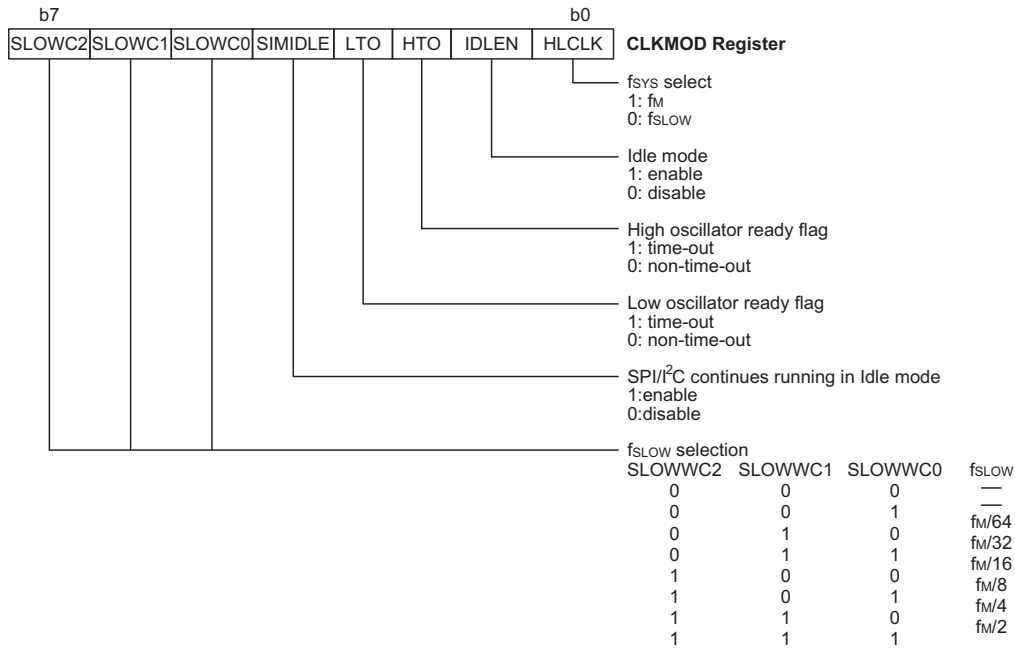 b7 b0
SLOWC2 SLOWC1 SLOWC0 SIMIDLE LTO HTO IDLEN HLCLK CLKMOD Register
fSYS select
1: fM
0: fSLOW
Idle mode
1: enable
0: disable
High oscillator ready flag
1: time-out
0: non-time-out
Low oscillator ready flag
1: time-out
0: non-time-out
SPI/I2C continues running in Idle mode
1:enable
0:disable
fSLOW selection
SLOWWC2 SLOWWC1 SLOWWC0 fSLOW
0 0 0 —
0 0 1 —
0 1 0 fM/64
0 1 1 fM/32
1 0 0 fM/16
1 0 1 fM/8
1 1 0 fM/4
1 1 1 fM/2